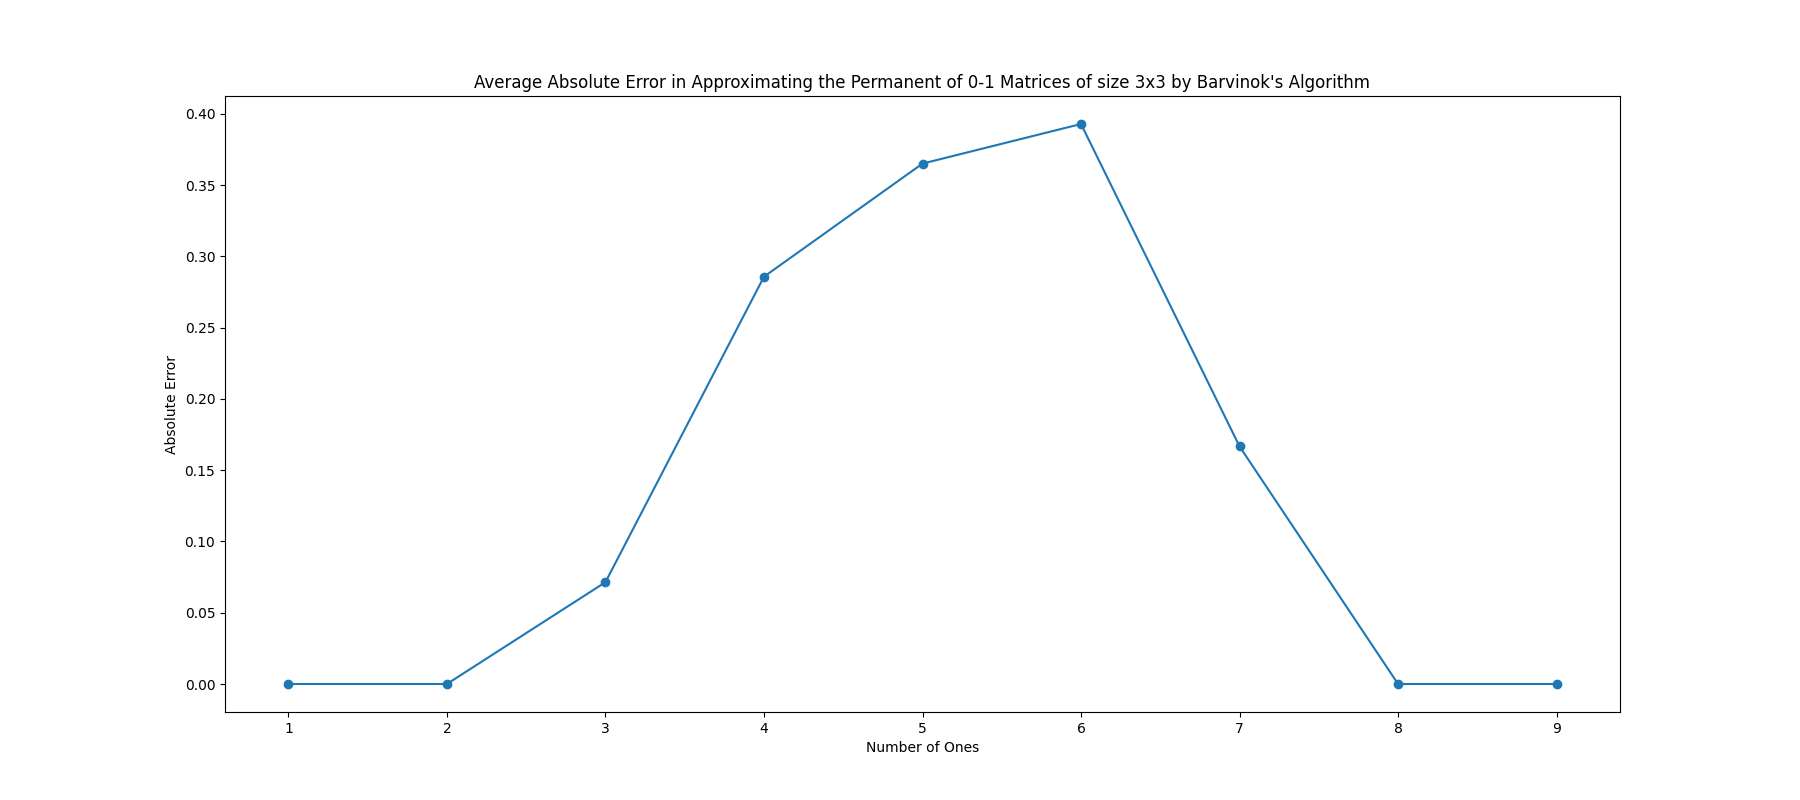 Average Absolute Error in Approximating the Permanent of 0-1 Matrices of size 3x3 by Barvinok's Algorithm
0.40
0.35
0.30
0.25
0.20
0.15
0.10
0.05
0.00
Absolute Error
1 2 3 4 5 6 7 8 9
Number of Ones